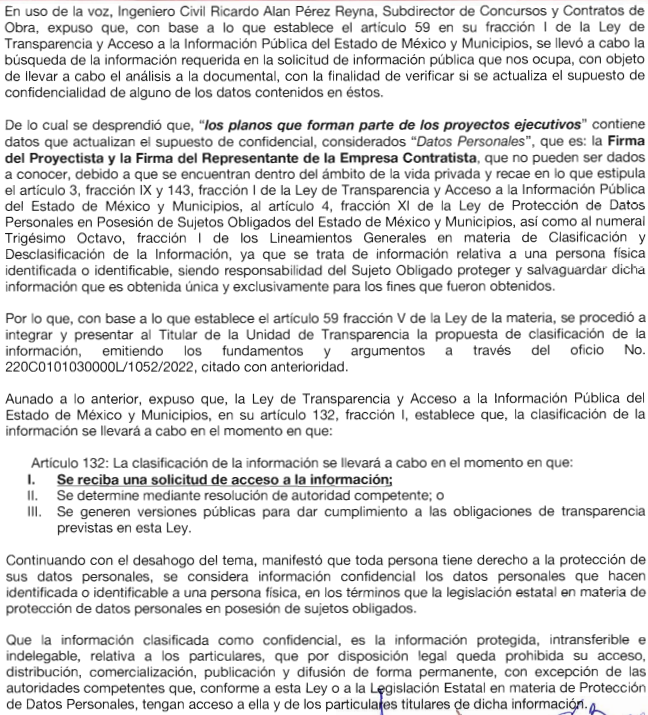 En uso de la voz, Ingeniero Civil Ricardo Alan Pérez Reyna, Subdirector de Concursos y Contratos de
Obra, expuso que, con base a lo que establece el artículo 59 en su fracción I de la Ley de
Transparencia y Acceso a la Información Pública del Estado de México y Municipios, se llevó a cabo la
búsqueda de la información requerida en la solicitud de información pública que nos ocupa, con objeto
de llevar a cabo el análisis a la documental, con la finalidad de verificar si se actualiza el supuesto de
confidencialidad de alguno de los datos contenidos en éstos.
De lo cual se desprendió que, “los planos que forman parte de los proyectos ejecutivos” contiene
datos que actualizan el supuesto de confidencial, considerados “Datos Personales”, que es: la Firma
del Proyectista y la Firma del Representante de la Empresa Contratista, que no pueden ser dados
a conocer, debido a que se encuentran dentro del ámbito de la vida privada y recae en lo que estipula
el artículo 3, fracción IX y 143, fracción I de la Ley de Transparencia y Acceso a la Información Pública
del Estado de México y Municipios, al artículo 4, fracción XI de la Ley de Protección de Datos
Personales en Posesión de Sujetos Obligados del Estado de México y Municipios, así como al numeral
Trigésimo Octavo, fracción I de los Lineamientos Generales en materia de Clasificación y
Desclasificación de la Información, ya que se trata de información relativa a una persona física
identificada o identificable, siendo responsabilidad del Sujeto Obligado proteger y salvaguardar dicha
información que es obtenida única y exclusivamente para los fines que fueron obtenidos.
Por lo que, con base a lo que establece el artículo 59 fracción V de la Ley de la materia, se procedió a
integrar y presentar al Titular de la Unidad de Transparencia la propuesta de clasificación de la
información, emitiendo los fundamentos y argumentos a través del oficio No.
220C0101030000L/1052/2022, citado con anterioridad.
Aunado a lo anterior, expuso que, la Ley de Transparencia y Acceso a la Información Pública del
Estado de México y Municipios, en su artículo 132, fracción I, establece que, la clasificación de la
información se llevará a cabo en el momento en que:
Artículo 132: La clasificación de la información se llevará a cabo en el momento en que:
I. Se reciba una solicitud de acceso a la información;
II. Se determine mediante resolución de autoridad competente; o
III. Se generen versiones públicas para dar cumplimiento a las obligaciones de transparencia
previstas en esta Ley.
Continuando con el desahogo del tema, manifestó que toda persona tiene derecho a la protección de
sus datos personales, se considera información confidencial los datos personales que hacen
identificada o identificable a una persona física, en los términos que la legislación estatal en materia de
protección de datos personales en posesión de sujetos obligados.
Que la información clasificada como confidencial, es la información protegida, intransferible e
indelegable, relativa a los particulares, que por disposición legal queda prohibida su acceso,
distribución, comercialización, publicación y difusión de forma permanente, con excepción de las
autoridades competentes que, conforme a esta Ley o a la Legislación Estatal en materia de Protección
de Datos Personales, tengan acceso a ella y de los particulares titulares de dicha información.